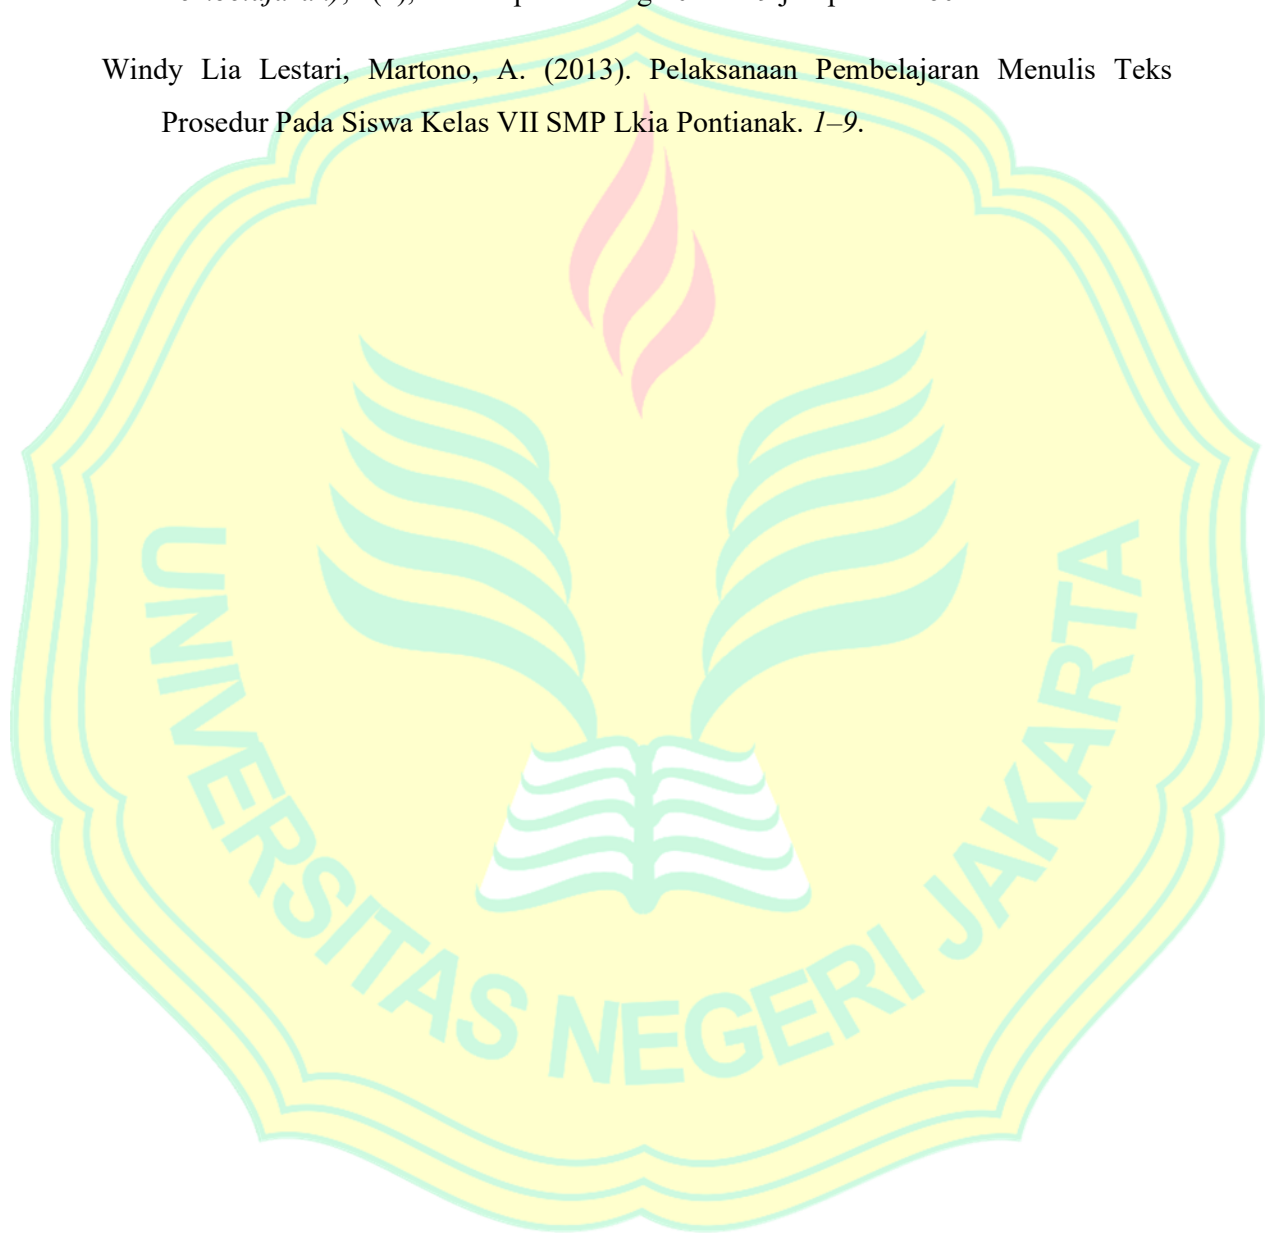 Windy Lia Lestari, Martono, A. (2013). Pelaksanaan Pembelajaran Menulis Teks
Prosedur Pada Siswa Kelas VII SMP Lkia Pontianak. 1–9.
UNIVERSITAS NEGERI JAKARTA